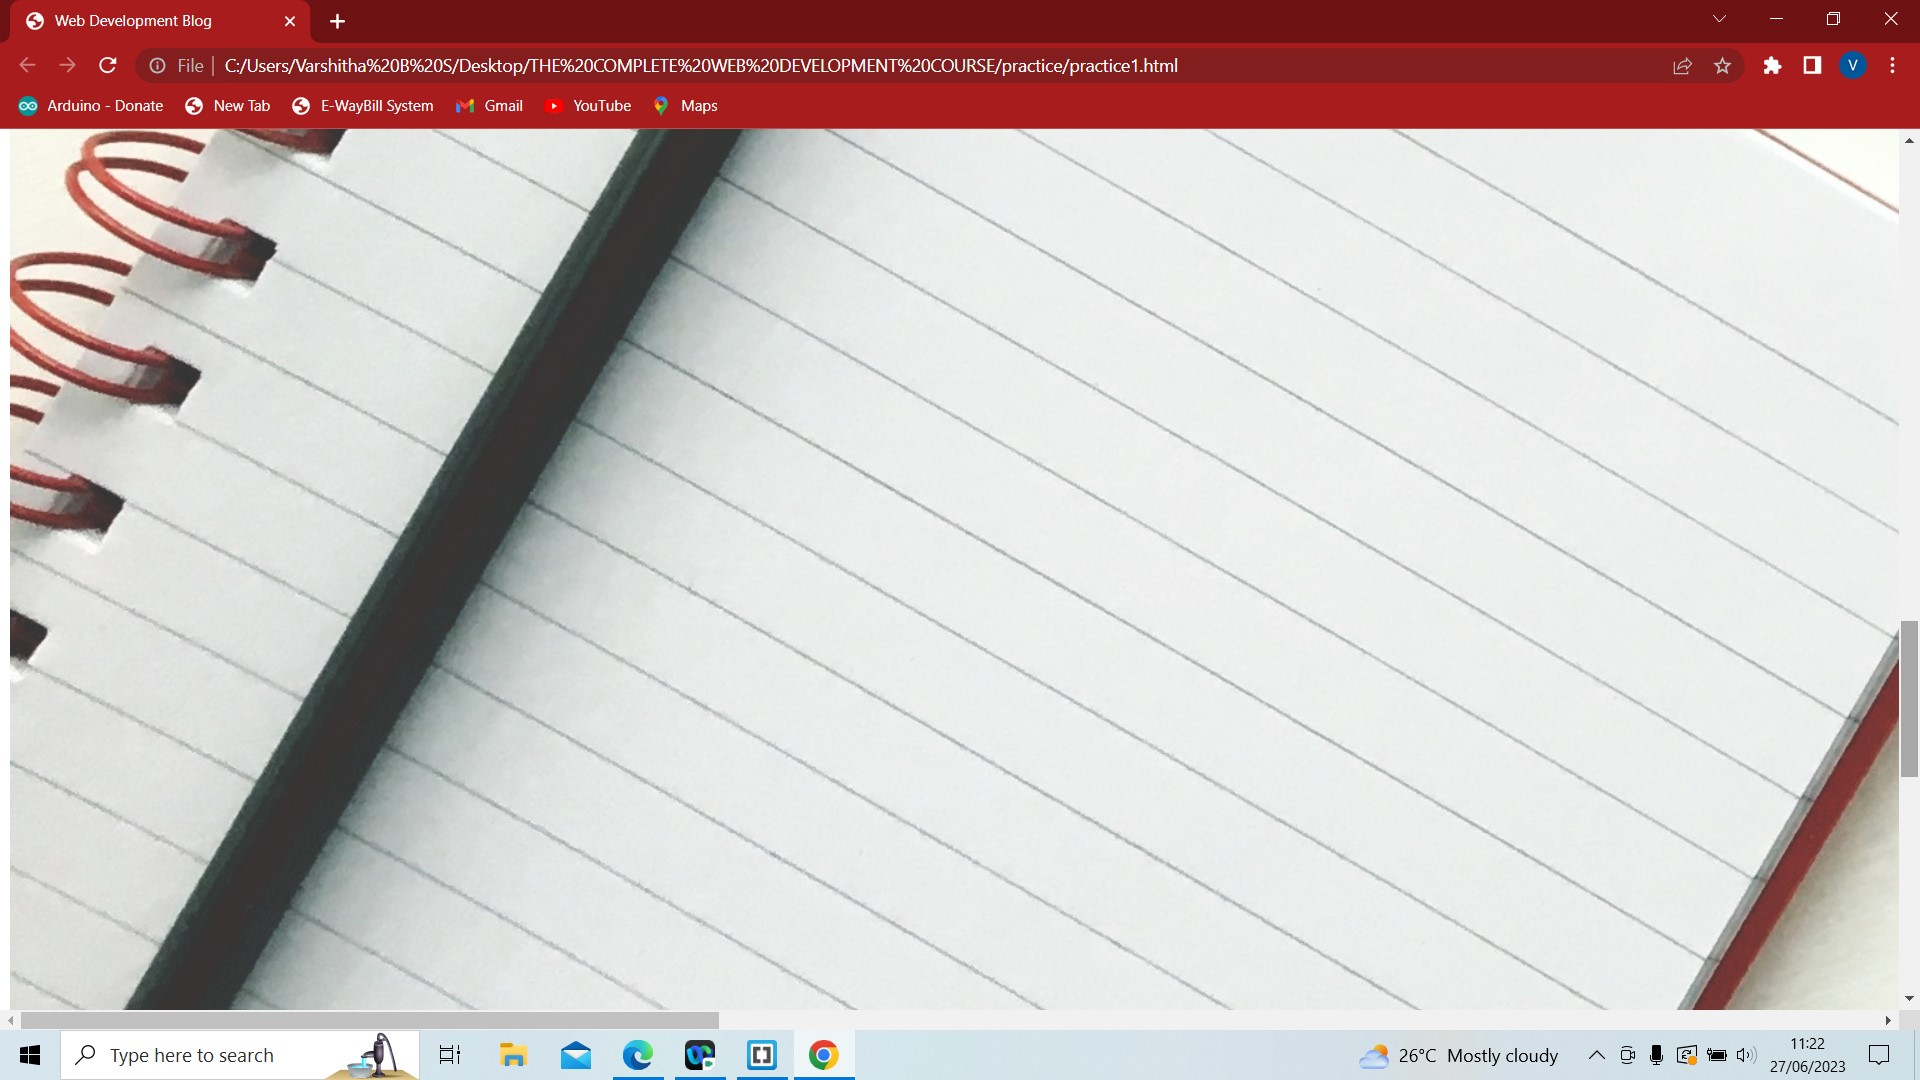 Web Development Blog
File
C:/Users/Varshitha%20B%20S/Desktop/THE%20COMPLETE%20WEB%20DEVELOPMENT%20COURSE/practice/practice1.html
V
Arduino - Donate
New Tab
E-WayBill System
Gmail
YouTube
Maps
Type here to search
26°C Mostly cloudy
11:22
27/06/2023